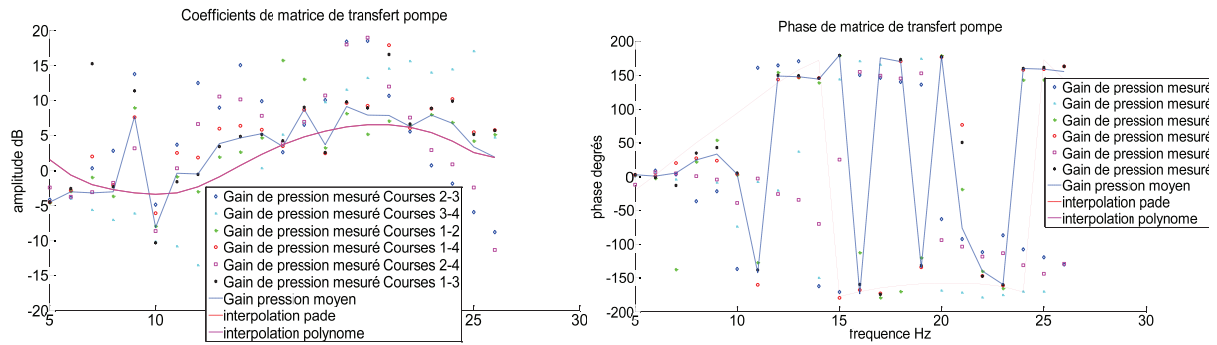 Coefficients de matrice de transfert pompe
amplitude dB
20
15
10
5
0
-5
-10
-15
-20
5
10
15
20
25
30
Gain de pression mesuré Courses 2-3
Gain de pression mesuré Courses 3-4
Gain de pression mesuré Courses 1-2
Gain de pression mesuré Courses 1-4
Gain de pression mesuré Courses 2-4
Gain de pression mesuré Courses 1-3
Gain pression moyen
interpolation pade
interpolation polynome
Phase de matrice de transfert pompe
phase degrés
200
150
100
50
0
-50
-100
-150
-200
5
10
15
20
25
30
frequence Hz
Gain de pression mesuré
Gain de pression mesuré
Gain de pression mesuré
Gain de pression mesuré
Gain de pression mesuré
Gain de pression mesuré
Gain pression moyen
interpolation pade
interpolation polynome